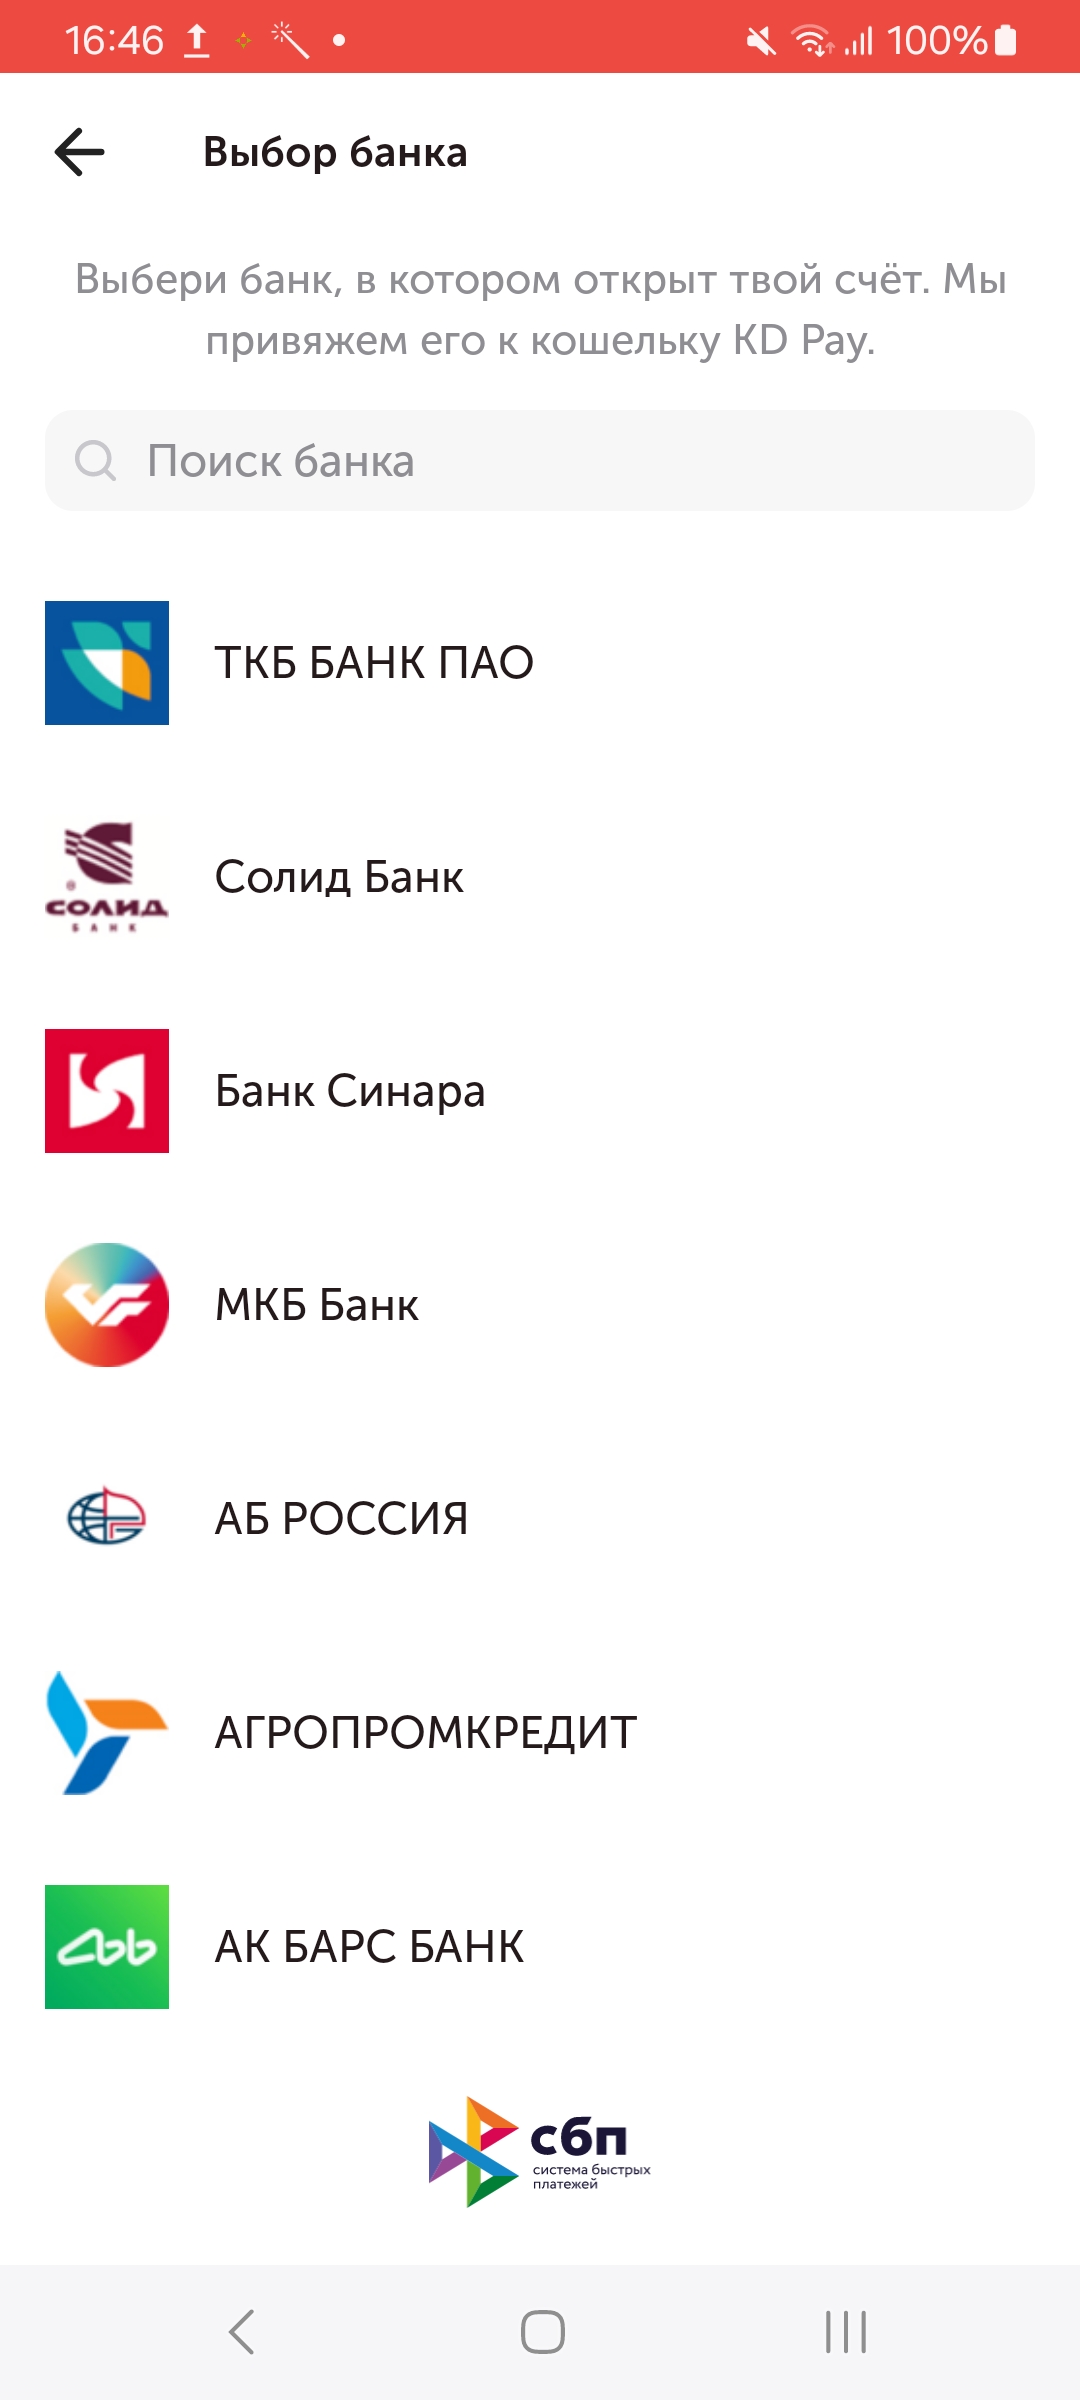 16:46 100%
Выбор банка
Выбери банк, в котором открыт твой счёт. Мы
привяжем его к кошельку KD Pay.
Поиск банка
ТКБ БАНК ПАО
СОЛИД
БАНК
Солид Банк
Банк Синара
МКБ Банк
АБ РОССИЯ
АГРОПРОМКРЕДИТ
Abb
АК БАРС БАНК
сбп
система быстрых
платежей